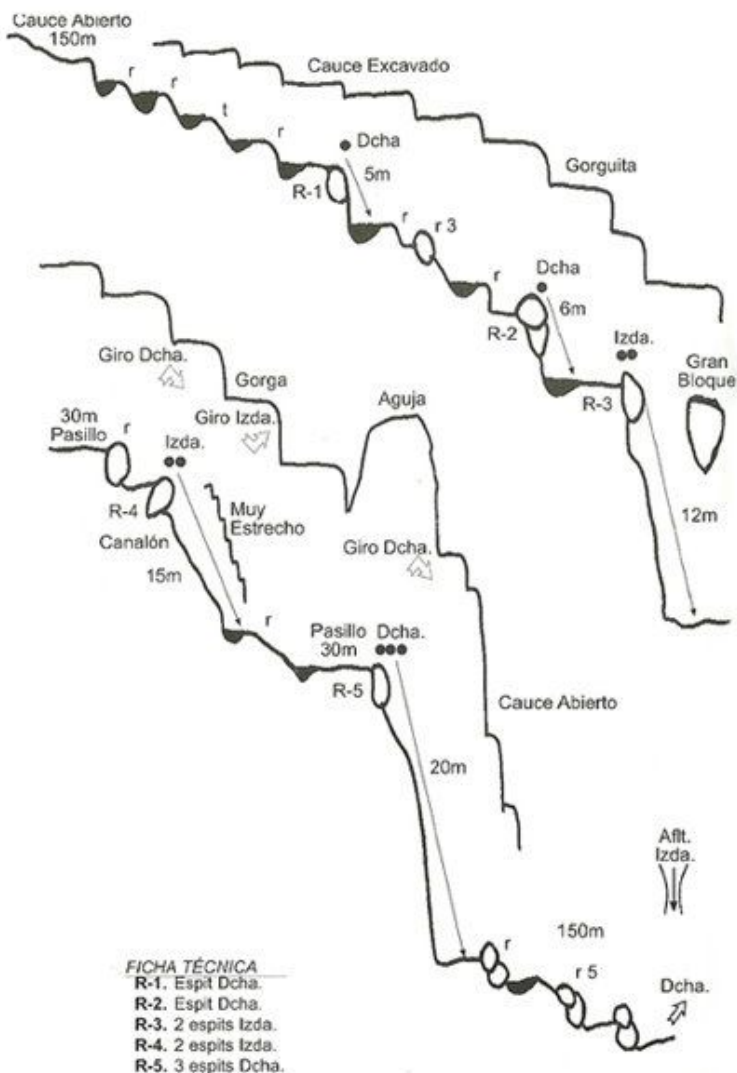 Cauce Abierto
150m
r
r
t
r
Cauce Excavado
Dcha
5m
R-1
Gorguita
r
r 3
r
Dcha
6m
R-2
Izda.
R-3
Gran
Bloque
12m
Giro Dcha.
Gorga
Giro Izda.
Aguja
30m
Pasillo
r
Izda.
R-4
Canalón
15m
Muy
Estrecho
r
Giro Dcha.
Pasillo
30m
Dcha.
R-5
Cauce Abierto
20m
Aflt.
Izda.
150m
r
r 5
Dcha.
FICHA TÉCNICA
R-1. Espit Dcha.
R-2. Espit Dcha.
R-3. 2 espits Izda.
R-4. 2 espits Izda.
R-5. 3 espits Dcha.